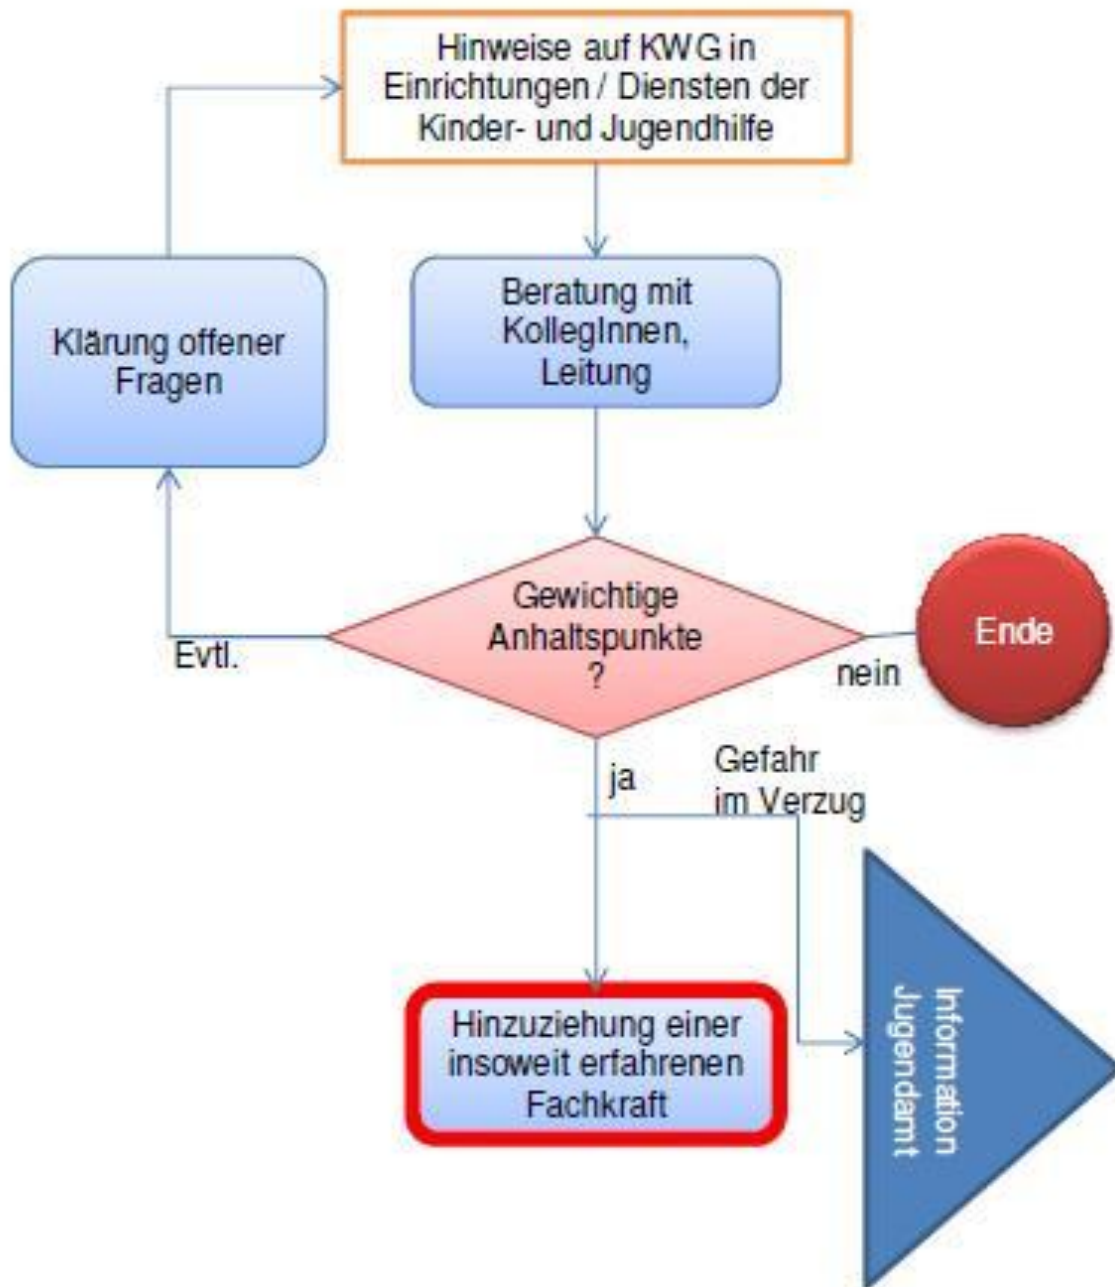 Hinweise auf KWG in
Einrichtungen / Diensten der
Kinder- und Jugendhilfe
Klärung offener
Fragen
Beratung mit
KollegInnen,
Leitung
Gewichtige
Anhaltspunkte
?
Evtl.
nein
Ende
ja
Gefahr
im Verzug
Hinzuziehung einer
insoweit erfahrenen
Fachkraft
Information
Jugendamt